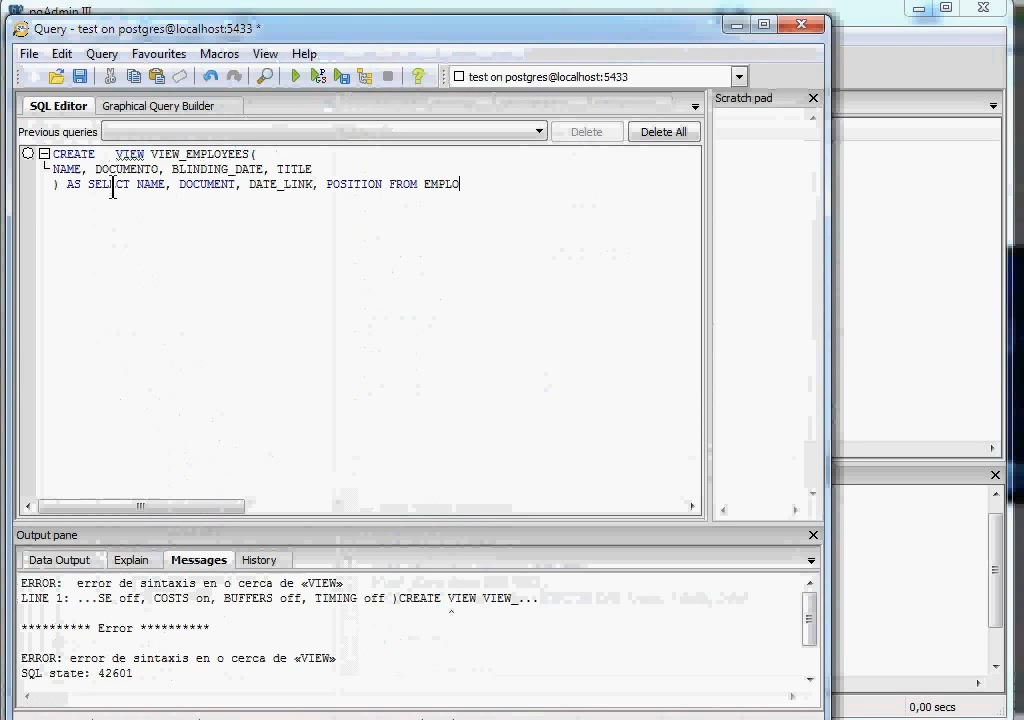 pgAdmin III
Query - test on postgres@localhost:5433 *
File Edit Query Favourites Macros View Help
test on postgres@localhost:5433
SQL Editor Graphical Query Builder
Scratch pad
Previous queries Delete Delete All
CREATE VIEW VIEW_EMPLOYEES(
NAME, DOCUMENTO, BLINDING_DATE, TITLE
) AS SELECT NAME, DOCUMENT, DATE_LINK, POSITION FROM EMPLO
Output pane
Data Output Explain Messages History
ERROR: error de sintaxis en o cerca de «VIEW»
LINE 1: ...SE off, COSTS on, BUFFERS off, TIMING off )CREATE VIEW VIEW_...
^
********** Error **********
ERROR: error de sintaxis en o cerca de «VIEW»
SQL state: 42601
0,00 secs